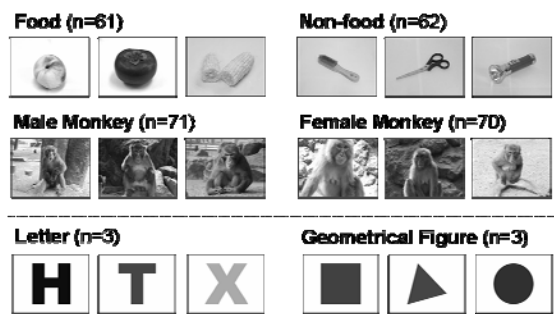 Food (n=61)
Non-food (n=62)
Male Monkey (n=71)
Female Monkey (n=70)
Letter (n=3)
Geometrical Figure (n=3)
H T X